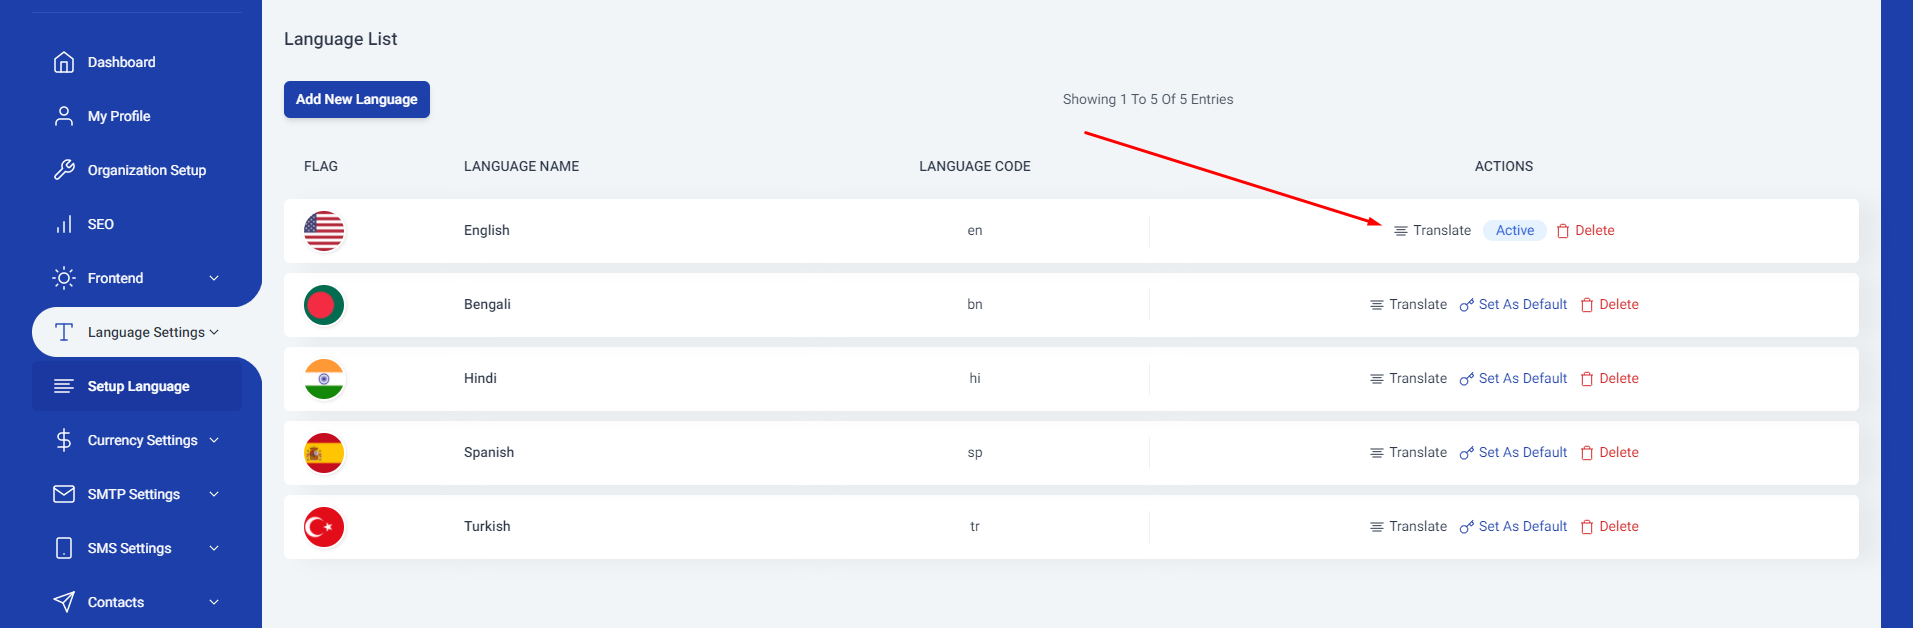 Dashboard
My Profile
Organization Setup
SEO
Frontend
Language Settings
Setup Language
Currency Settings
SMTP Settings
SMS Settings
Contacts
Language List
Add New Language
Showing 1 To 5 Of 5 Entries
FLAG LANGUAGE NAME LANGUAGE CODE ACTIONS
English en Translate Active Delete
Bengali bn Translate Set As Default Delete
Hindi hi Translate Set As Default Delete
Spanish sp Translate Set As Default Delete
Turkish tr Translate Set As Default Delete